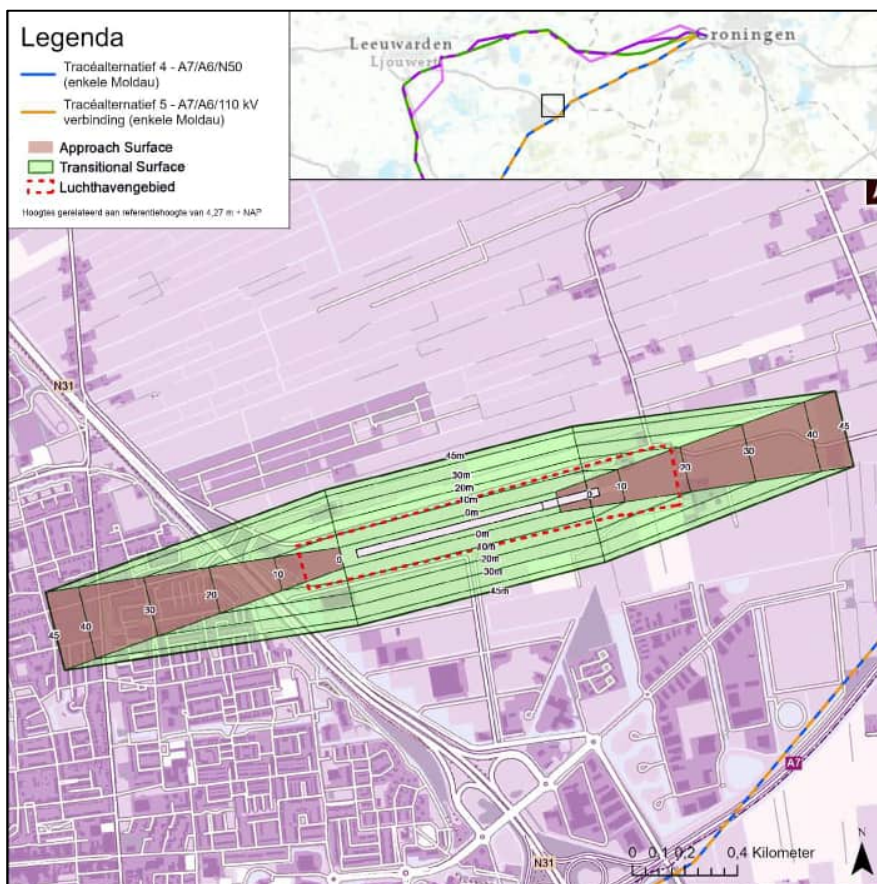 Legenda
Tracéalternatief 4 - A7/A6/N50
(enkele Moldau)
Tracéalternatief 5 - A7/A6/110 kV
verbinding (enkele Moldau)
Approach Surface
Transitional Surface
Luchthavengebied
Hoogtes gerelateerd aan referentiehoogte van 4,27 m + NAP
Leeuwarden
Ljouwert
Groningen
N31
45m
30m
20m
10m
0m
0m
10m
20m
30m
45m
45
40
30
20
10
0
0
10
20
30
40
45
A7
N31
N
0 0,1 0,2 0,4 Kilometer